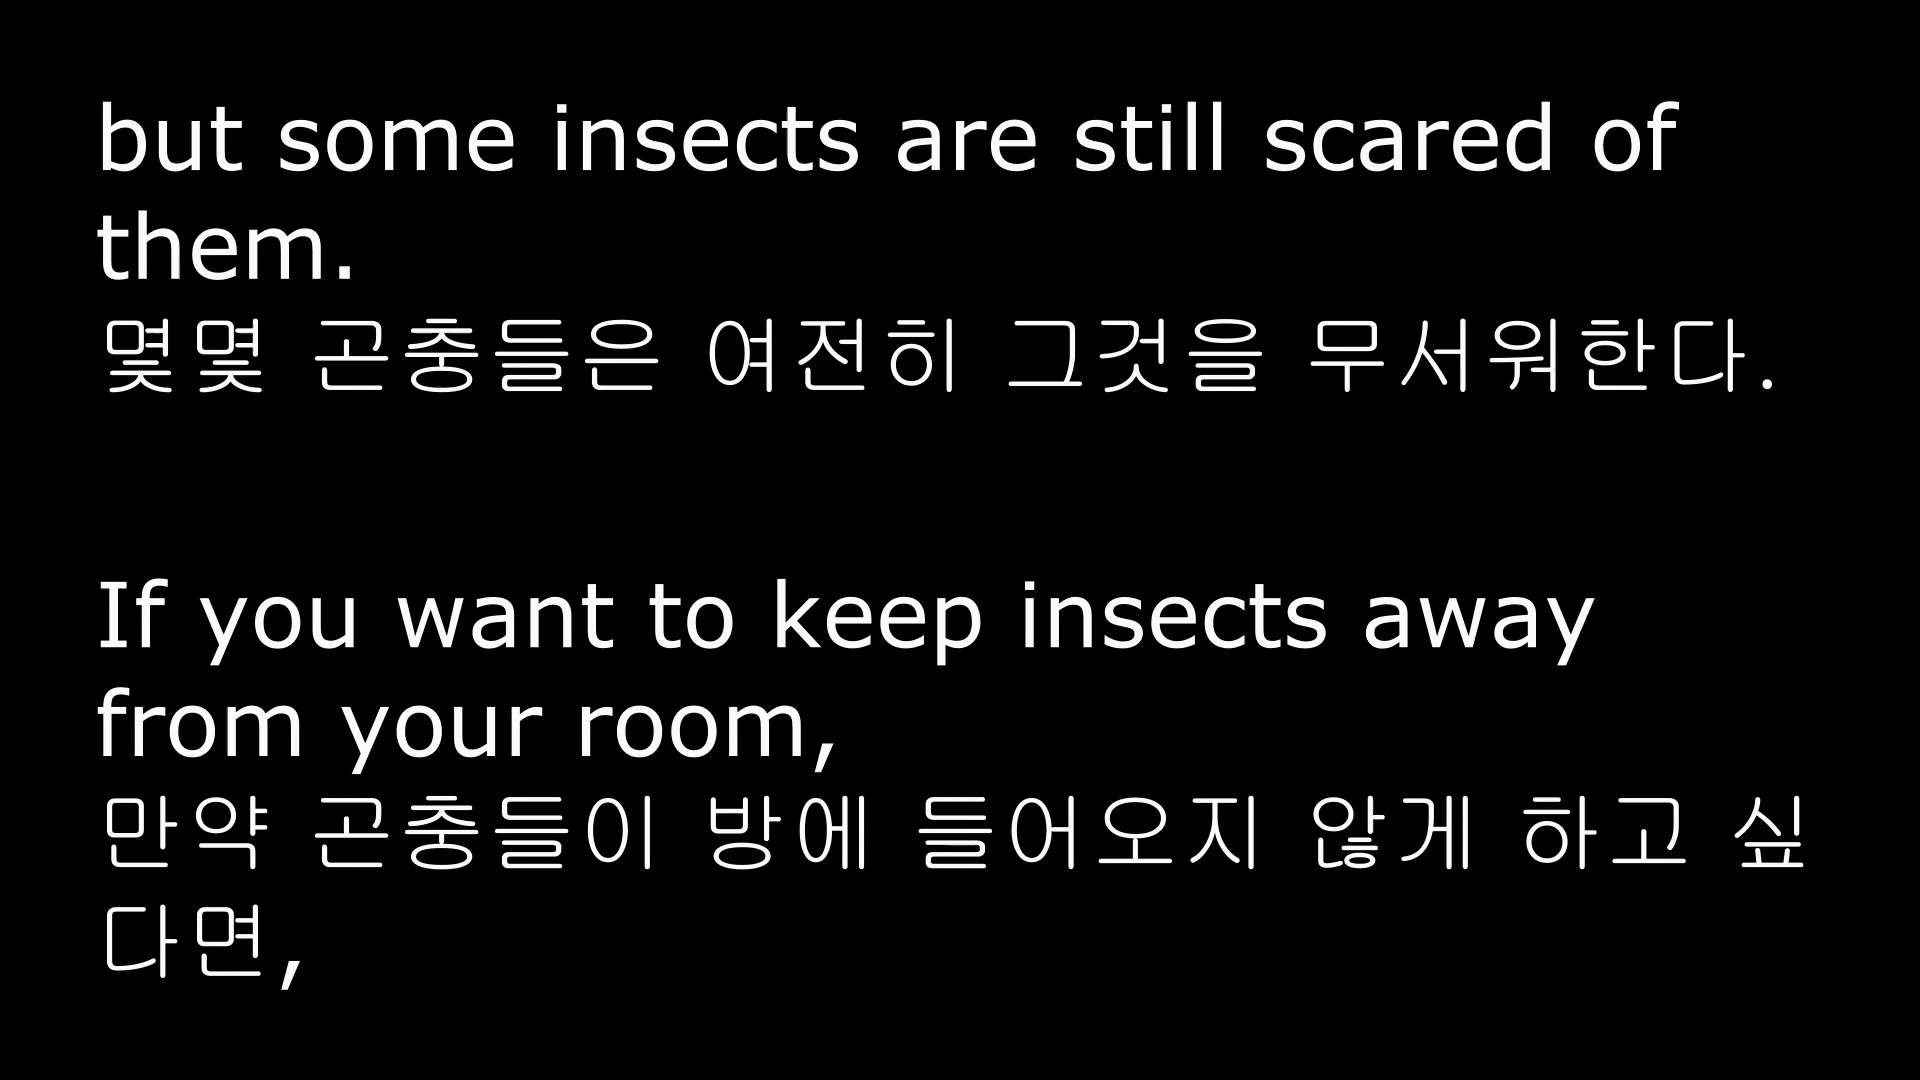 but some insects are still scared of
them.
몇몇 곤충들은 여전히 그것을 무서워한다.
If you want to keep insects away
from your room,
만약 곤충들이 방에 들어오지 않게 하고 싶
다면,